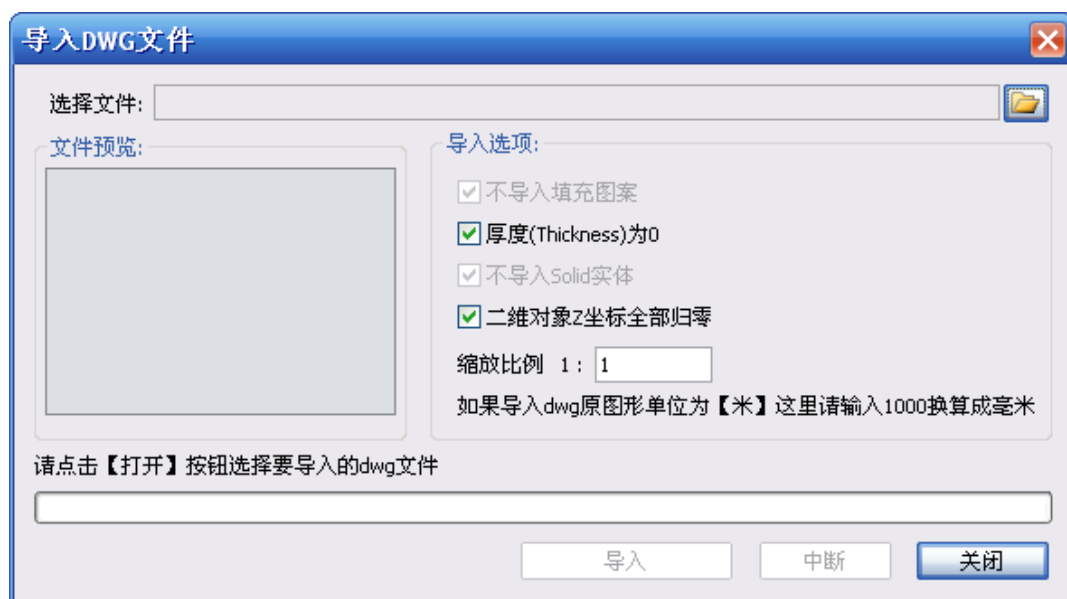 导入DWG文件
选择文件:
文件预览:
导入选项:
不导入填充图案
厚度(Thickness)为0
不导入Solid实体
二维对象Z坐标全部归零
缩放比例 1: 1
如果导入dwg原图形单位为【米】这里请输入1000换算成毫米
请点击【打开】按钮选择要导入的dwg文件
导入 中断 关闭